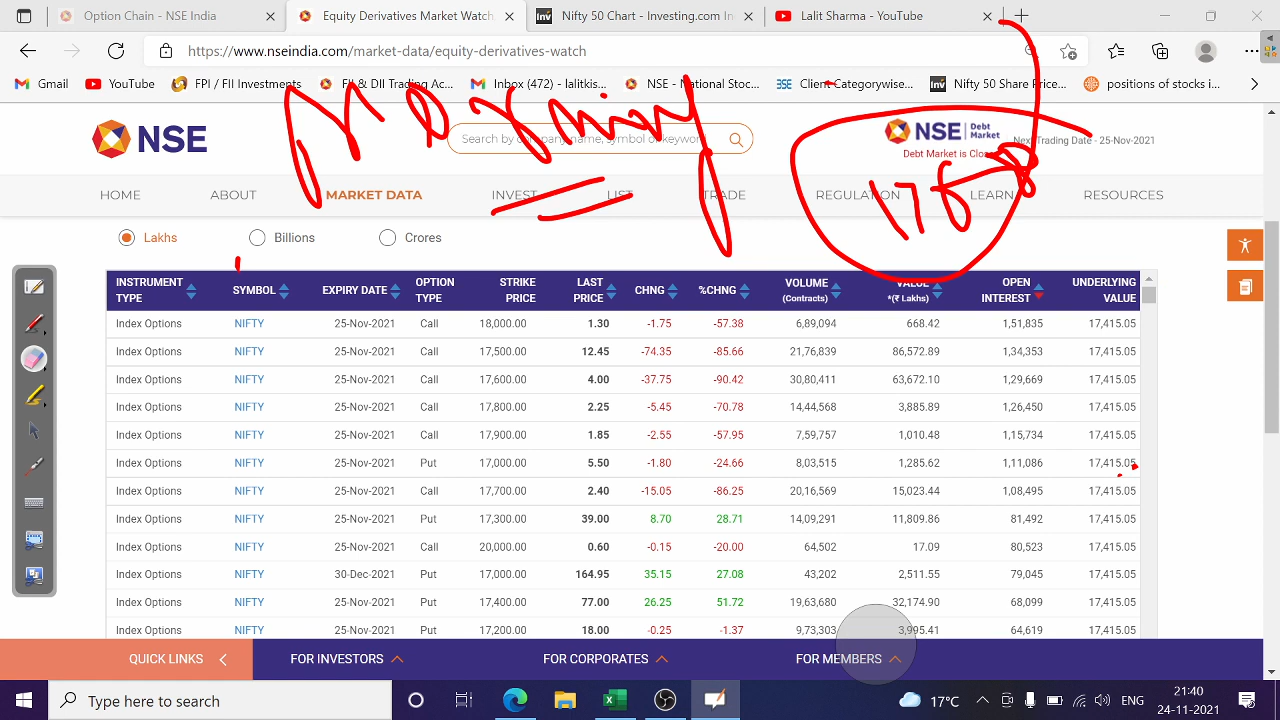 Option Chain - NSE India
Equity Derivatives Market Watch,
Nifty 50 Chart - Investing.com In
Lalit Sharma - YouTube
https://www.nseindia.com/market-data/equity-derivatives-watch
Gmail YouTube FPI / FII Investments FII & DII Trading Ac... Inbox (472) - lalitkis... NSE - National Stoc... Client Categorywise... Nifty 50 Share Price... positions of stocks i...
NSE
Search by company name, symbol or keyword
NSE Debt Market
Debt Market is Closed
Next Trading Date - 25-Nov-2021
HOME ABOUT MARKET DATA INVEST LIST TRADE REGULATION LEARN RESOURCES
Lakhs Billions Crores
INSTRUMENT TYPE SYMBOL EXPIRY DATE OPTION TYPE STRIKE PRICE LAST PRICE CHNG %CHNG VOLUME (Contracts) VALUE *(₹ Lakhs) OPEN INTEREST UNDERLYING VALUE
Index Options NIFTY 25-Nov-2021 Call 18,000.00 1.30 -1.75 -57.38 6,89,094 668.42 1,51,835 17,415.05
Index Options NIFTY 25-Nov-2021 Call 17,500.00 12.45 -74.35 -85.66 21,76,839 86,572.89 1,34,353 17,415.05
Index Options NIFTY 25-Nov-2021 Call 17,600.00 4.00 -37.75 -90.42 30,80,411 63,672.10 1,29,669 17,415.05
Index Options NIFTY 25-Nov-2021 Call 17,800.00 2.25 -5.45 -70.78 14,44,568 3,885.89 1,26,450 17,415.05
Index Options NIFTY 25-Nov-2021 Call 17,900.00 1.85 -2.55 -57.95 7,59,757 1,010.48 1,15,734 17,415.05
Index Options NIFTY 25-Nov-2021 Put 17,000.00 5.50 -1.80 -24.66 8,03,515 1,285.62 1,11,086 17,415.05
Index Options NIFTY 25-Nov-2021 Call 17,700.00 2.40 -15.05 -86.25 20,16,569 15,023.44 1,08,495 17,415.05
Index Options NIFTY 25-Nov-2021 Put 17,300.00 39.00 8.70 28.71 14,09,291 11,809.86 81,492 17,415.05
Index Options NIFTY 25-Nov-2021 Call 20,000.00 0.60 -0.15 -20.00 64,502 17.09 80,523 17,415.05
Index Options NIFTY 30-Dec-2021 Put 17,000.00 164.95 35.15 27.08 43,202 2,511.55 79,045 17,415.05
Index Options NIFTY 25-Nov-2021 Put 17,400.00 77.00 26.25 51.72 19,63,680 32,174.90 68,099 17,415.05
Index Options NIFTY 25-Nov-2021 Put 17,200.00 18.00 -0.25 -1.37 9,73,303 3,995.41 64,619 17,415.05
QUICK LINKS FOR INVESTORS FOR CORPORATES FOR MEMBERS
Type here to search
17°C ENG 21:40
24-11-2021